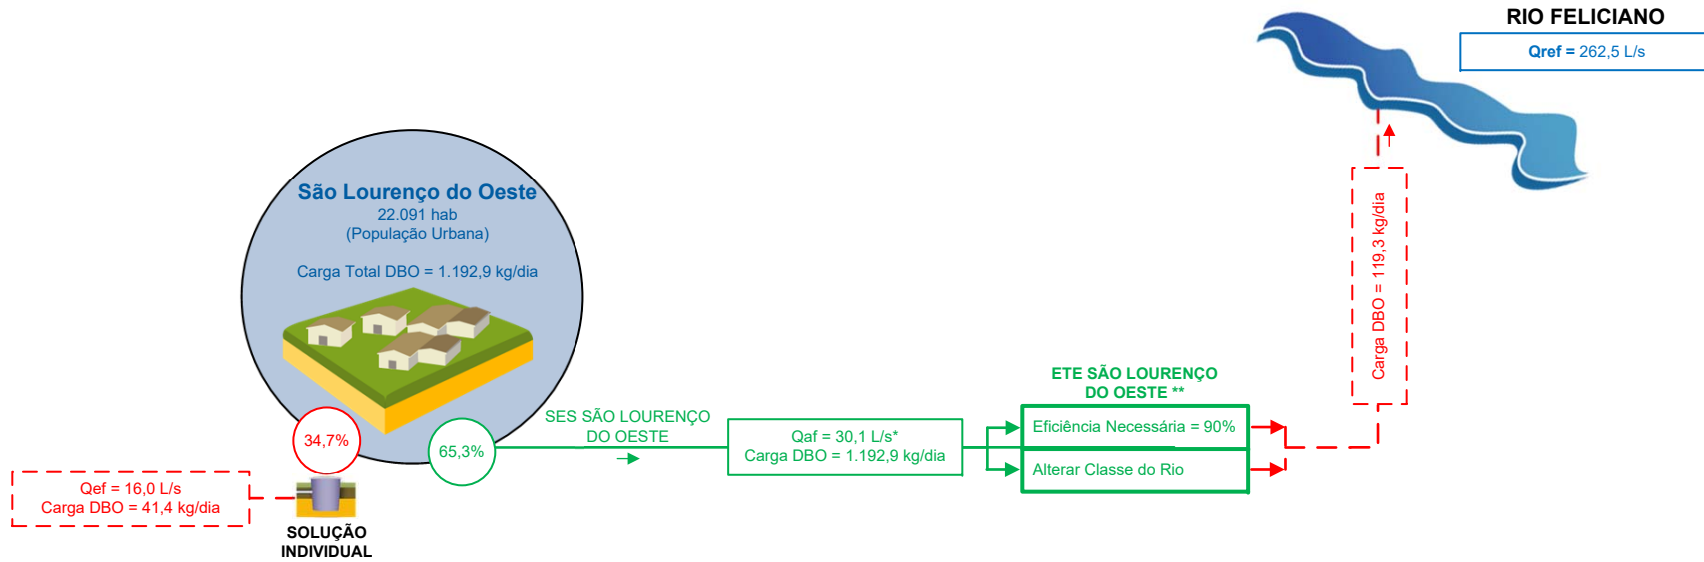 RIO FELICIANO
Qref = 262,5 L/s
São Lourenço do Oeste
22.091 hab
(População Urbana)
Carga Total DBO = 1.192,9 kg/dia
Carga DBO = 119,3 kg/dia
ETE SÃO LOURENÇO
DO OESTE **
SES SÃO LOURENÇO
DO OESTE
34,7%
65,3%
Qaf = 30,1 L/s*
Carga DBO = 1.192,9 kg/dia
Eficiência Necessária = 90%
Alterar Classe do Rio
Qef = 16,0 L/s
Carga DBO = 41,4 kg/dia
SOLUÇÃO
INDIVIDUAL